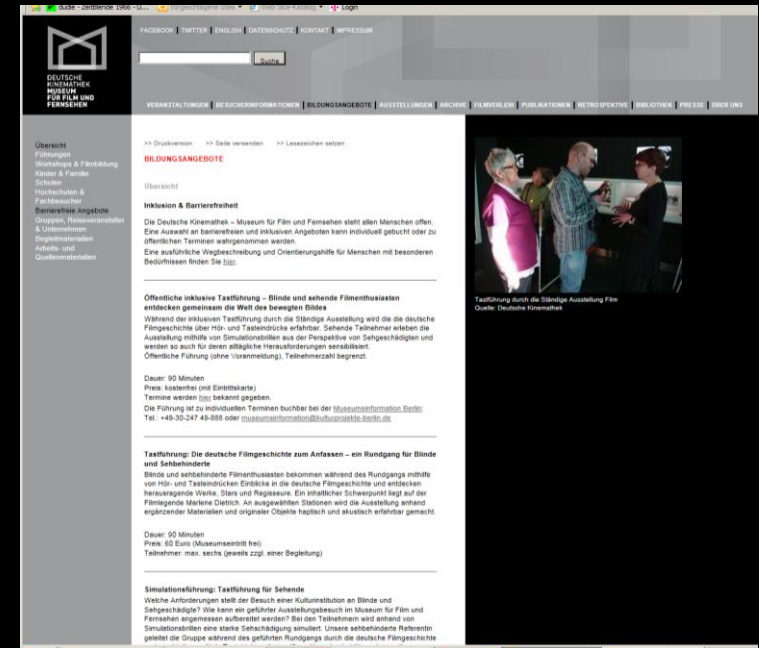 dudle - Zeitblende 1966 - U...
Vorgeschlagene Sites
Web Slice-Katalog
Login
FACEBOOK | TWITTER | ENGLISH | DATENSCHUTZ | KONTAKT | IMPRESSUM
Suche
DEUTSCHE
KINEMATHEK
MUSEUM
FÜR FILM UND
FERNSEHEN
VERANSTALTUNGEN | BESUCHERINFORMATIONEN | BILDUNGSANGEBOTE | AUSSTELLUNGEN | ARCHIVE | FILMVERLEIH | PUBLIKATIONEN | RETROSPEKTIVE | BIBLIOTHEK | PRESSE | ÜBER UNS
Übersicht
Führungen
Workshops & Filmbildung
Kinder & Familie
Schulen
Hochschulen &
Fachbesucher
Barrierefreie Angebote
Gruppen, Reiseveranstalter
& Unternehmen
Begleitmaterialien
Arbeits- und
Quellenmaterialien
>> Druckversion >> Seite versenden >> Lesezeichen setzen
BILDUNGSANGEBOTE
Übersicht
Inklusion & Barrierefreiheit
Die Deutsche Kinemathek – Museum für Film und Fernsehen steht allen Menschen offen.
Eine Auswahl an barrierefreien und inklusiven Angeboten kann individuell gebucht oder zu
öffentlichen Terminen wahrgenommen werden.
Eine ausführliche Wegbeschreibung und Orientierungshilfe für Menschen mit besonderen
Bedürfnissen finden Sie hier.
Öffentliche inklusive Tastführung – Blinde und sehende Filmenthusiasten
entdecken gemeinsam die Welt des bewegten Bildes
Während der inklusiven Tastführung durch die Ständige Ausstellung wird die die deutsche
Filmgeschichte über Hör- und Tasteindrücke erfahrbar. Sehende Teilnehmer erleben die
Ausstellung mithilfe von Simulationsbrillen aus der Perspektive von Sehgeschädigten und
werden so auch für deren alltägliche Herausforderungen sensibilisiert.
Öffentliche Führung (ohne Voranmeldung), Teilnehmerzahl begrenzt.
Dauer: 90 Minuten
Preis: kostenfrei (mit Eintrittskarte)
Termine werden hier bekannt gegeben.
Die Führung ist zu individuellen Terminen buchbar bei der Museumsinformation Berlin:
Tel.: +49-30-247 49-888 oder museumsinformation@kulturprojekte-berlin.de
Tastführung: Die deutsche Filmgeschichte zum Anfassen – ein Rundgang für Blinde
und Sehbehinderte
Blinde und sehbehinderte Filmenthusiasten bekommen während des Rundgangs mithilfe
von Hör- und Tasteindrücken Einblicke in die deutsche Filmgeschichte und entdecken
herausragende Werke, Stars und Regisseure. Ein inhaltlicher Schwerpunkt liegt auf der
Filmlegende Marlene Dietrich. An ausgewählten Stationen wird die Ausstellung anhand
ergänzender Materialien und originaler Objekte haptisch und akustisch erfahrbar gemacht.
Dauer: 90 Minuten
Preis: 60 Euro (Museumseintritt frei)
Teilnehmer: max. sechs (jeweils zzgl. einer Begleitung)
Simulationsführung: Tastführung für Sehende
Welche Anforderungen stellt der Besuch einer Kulturinstitution an Blinde und
Sehgeschädigte? Wie kann ein geführter Ausstellungsbesuch im Museum für Film und
Fernsehen angemessen aufbereitet werden? Bei den Teilnehmern wird anhand von
Simulationsbrillen eine starke Sehschädigung simuliert. Unsere sehbehinderte Referentin
geleitet die Gruppe während des geführten Rundgangs durch die deutsche Filmgeschichte
Tastführung durch die Ständige Ausstellung Film
Quelle: Deutsche Kinemathek